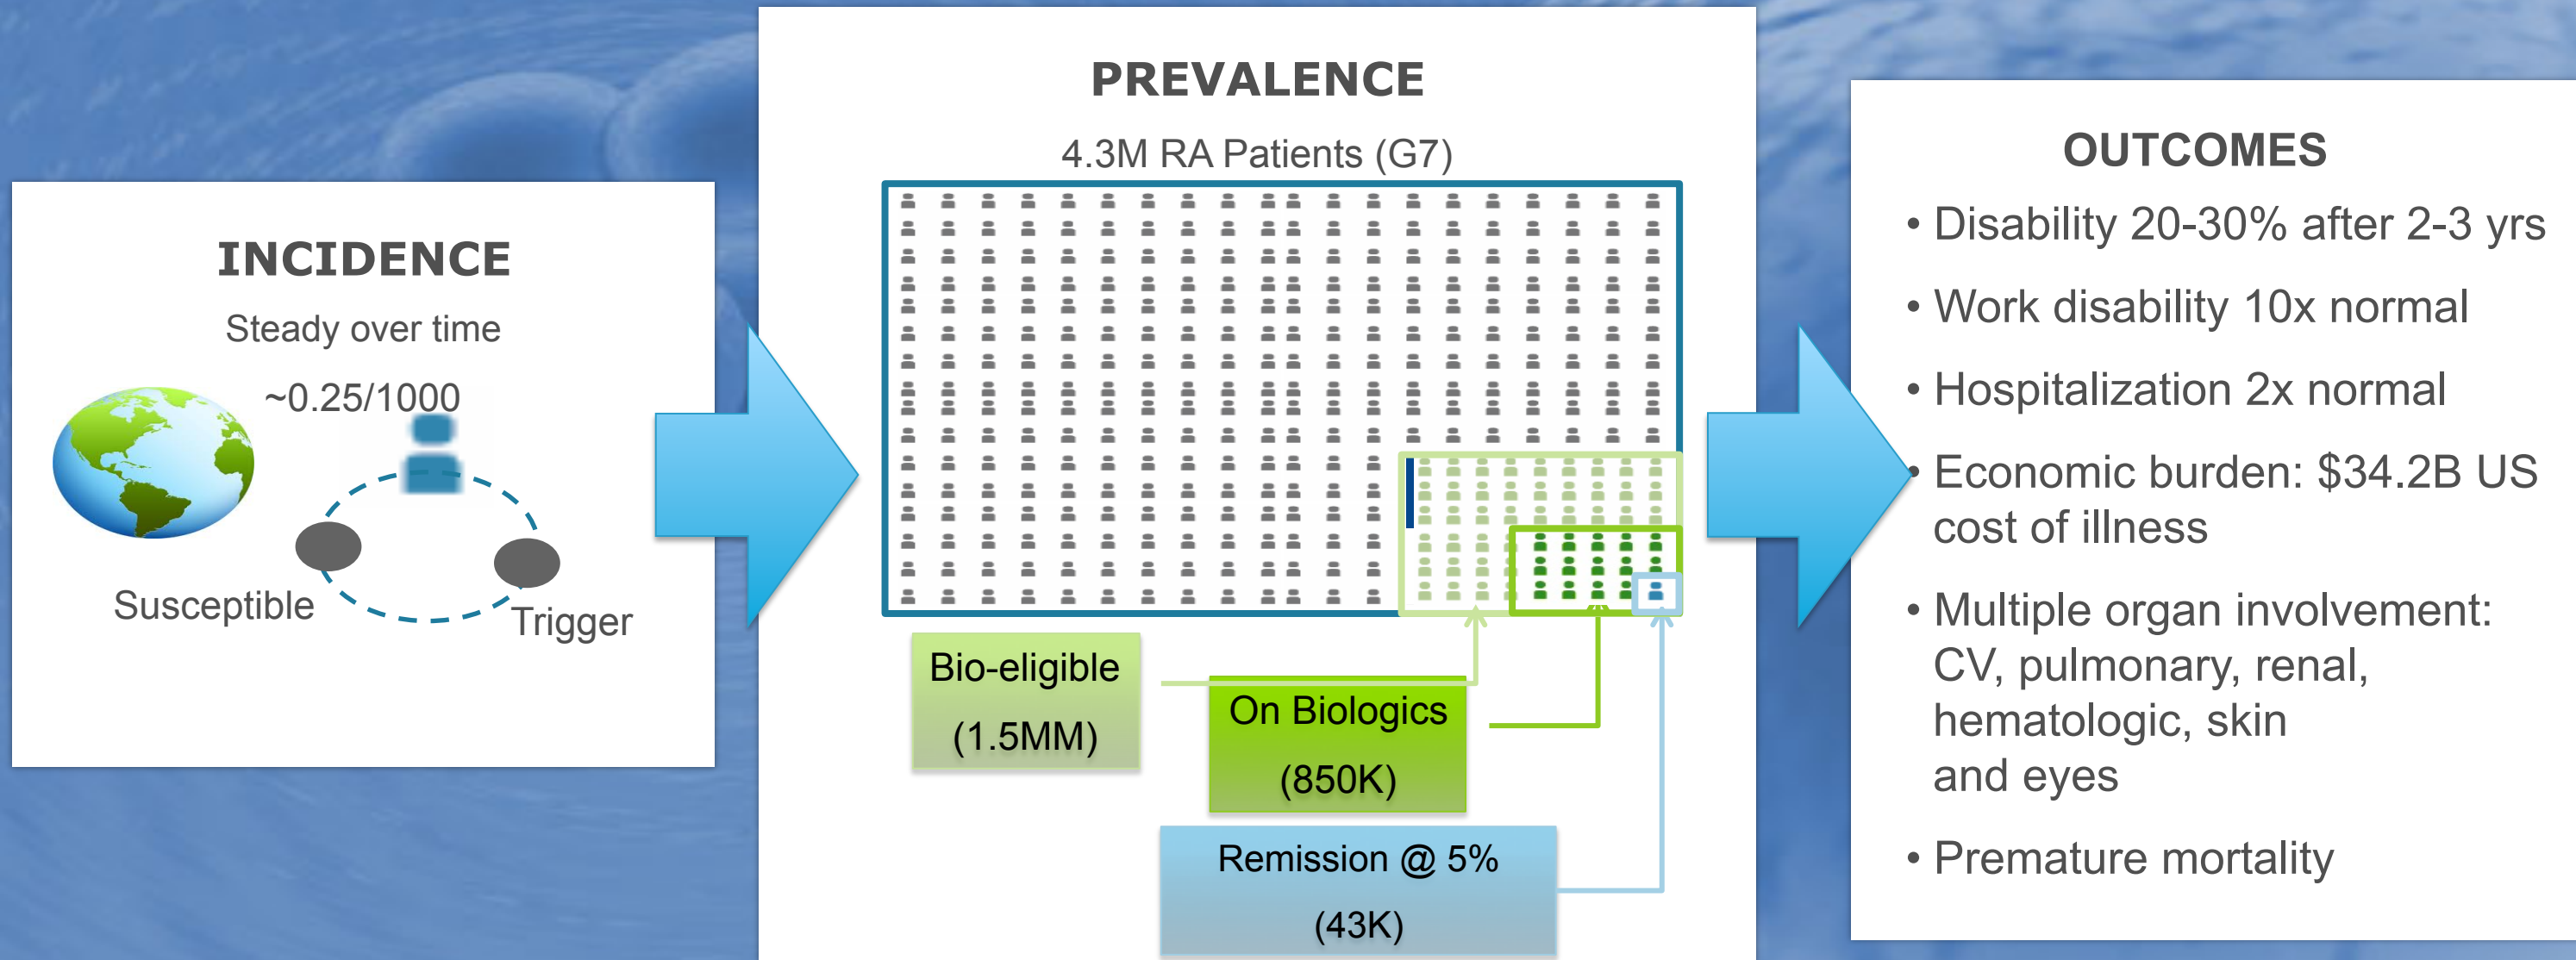 INCIDENCE
Steady over time
~0.25/1000
Susceptible
Trigger
PREVALENCE
4.3M RA Patients (G7)
Bio-eligible
(1.5MM)
On Biologics
(850K)
Remission @ 5%
(43K)
OUTCOMES
• Disability 20-30% after 2-3 yrs
• Work disability 10x normal
• Hospitalization 2x normal
• Economic burden: $34.2B US
cost of illness
• Multiple organ involvement:
CV, pulmonary, renal,
hematologic, skin
and eyes
• Premature mortality